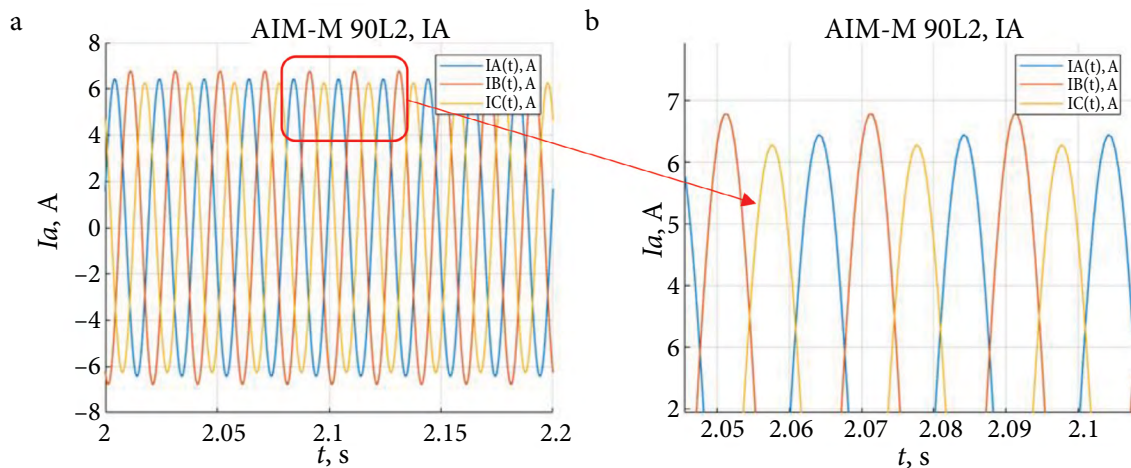 a
AIM-M 90L2, IA
8
6
4
2
0
−2
−4
−6
−8
Ia, A
2
2.05
2.1
2.15
2.2
t, s
IA(t), A
IB(t), A
IC(t), A
b
AIM-M 90L2, IA
7
6
5
4
6
2
Ia, A
2.05
2.06
2.07
2.08
2.09
2.1
t, s
IA(t), A
IB(t), A
IC(t), A